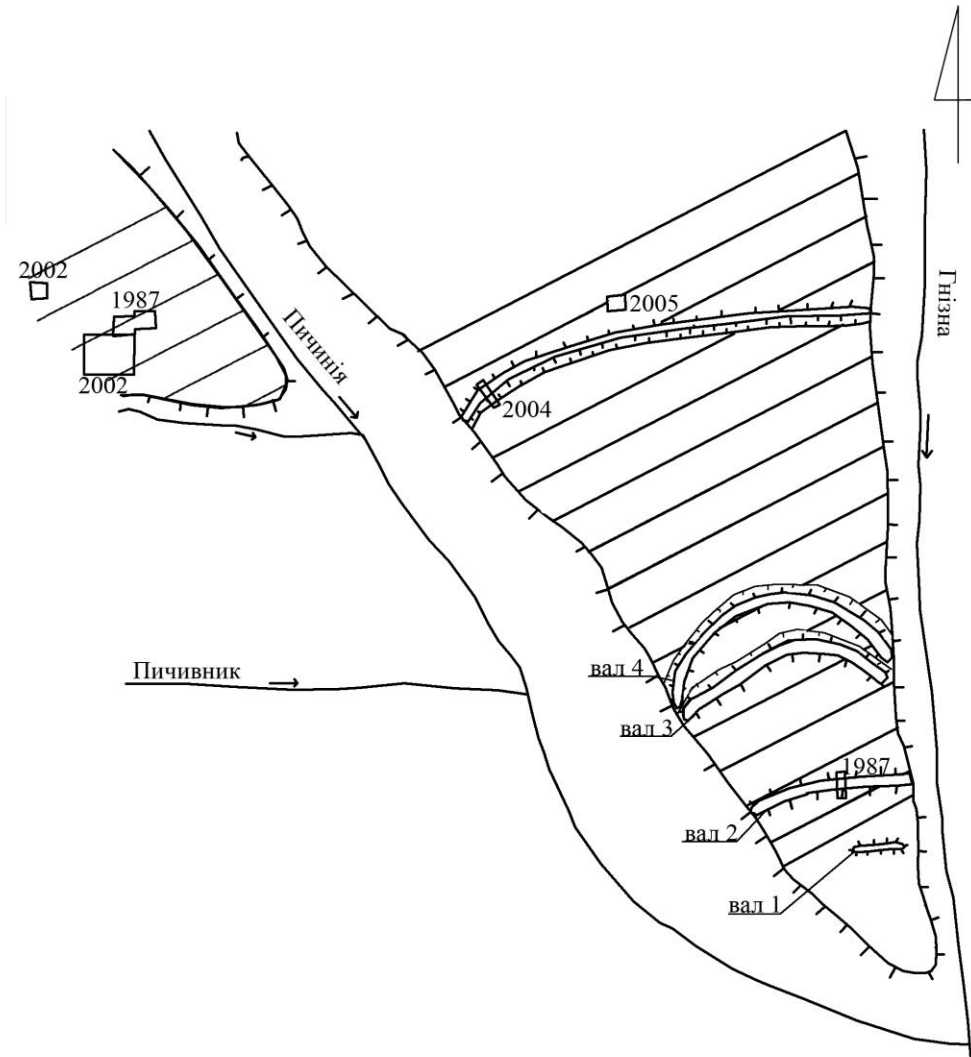 2002
1987
2002
Пичинія
2005
2004
Гнізна
Пичивник
вал 4
вал 3
1987
вал 2
вал 1